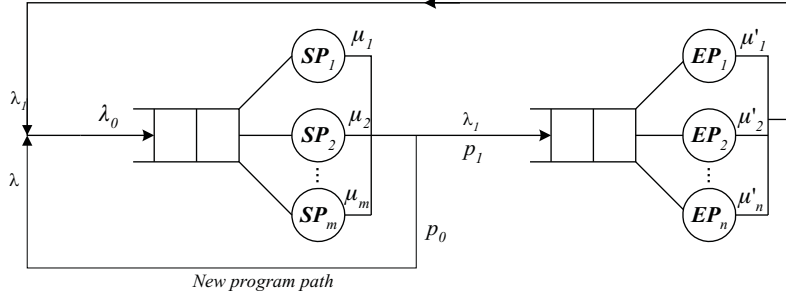 μ₁
μ'₁
SP₁
EP₁
λ₁
λ₀
μ₂
λ₁
μ'₂
SP₂
EP₂
p₁
λ
⋮
⋮
μₘ
μ'ₙ
SPₘ
EPₙ
p₀
New program path